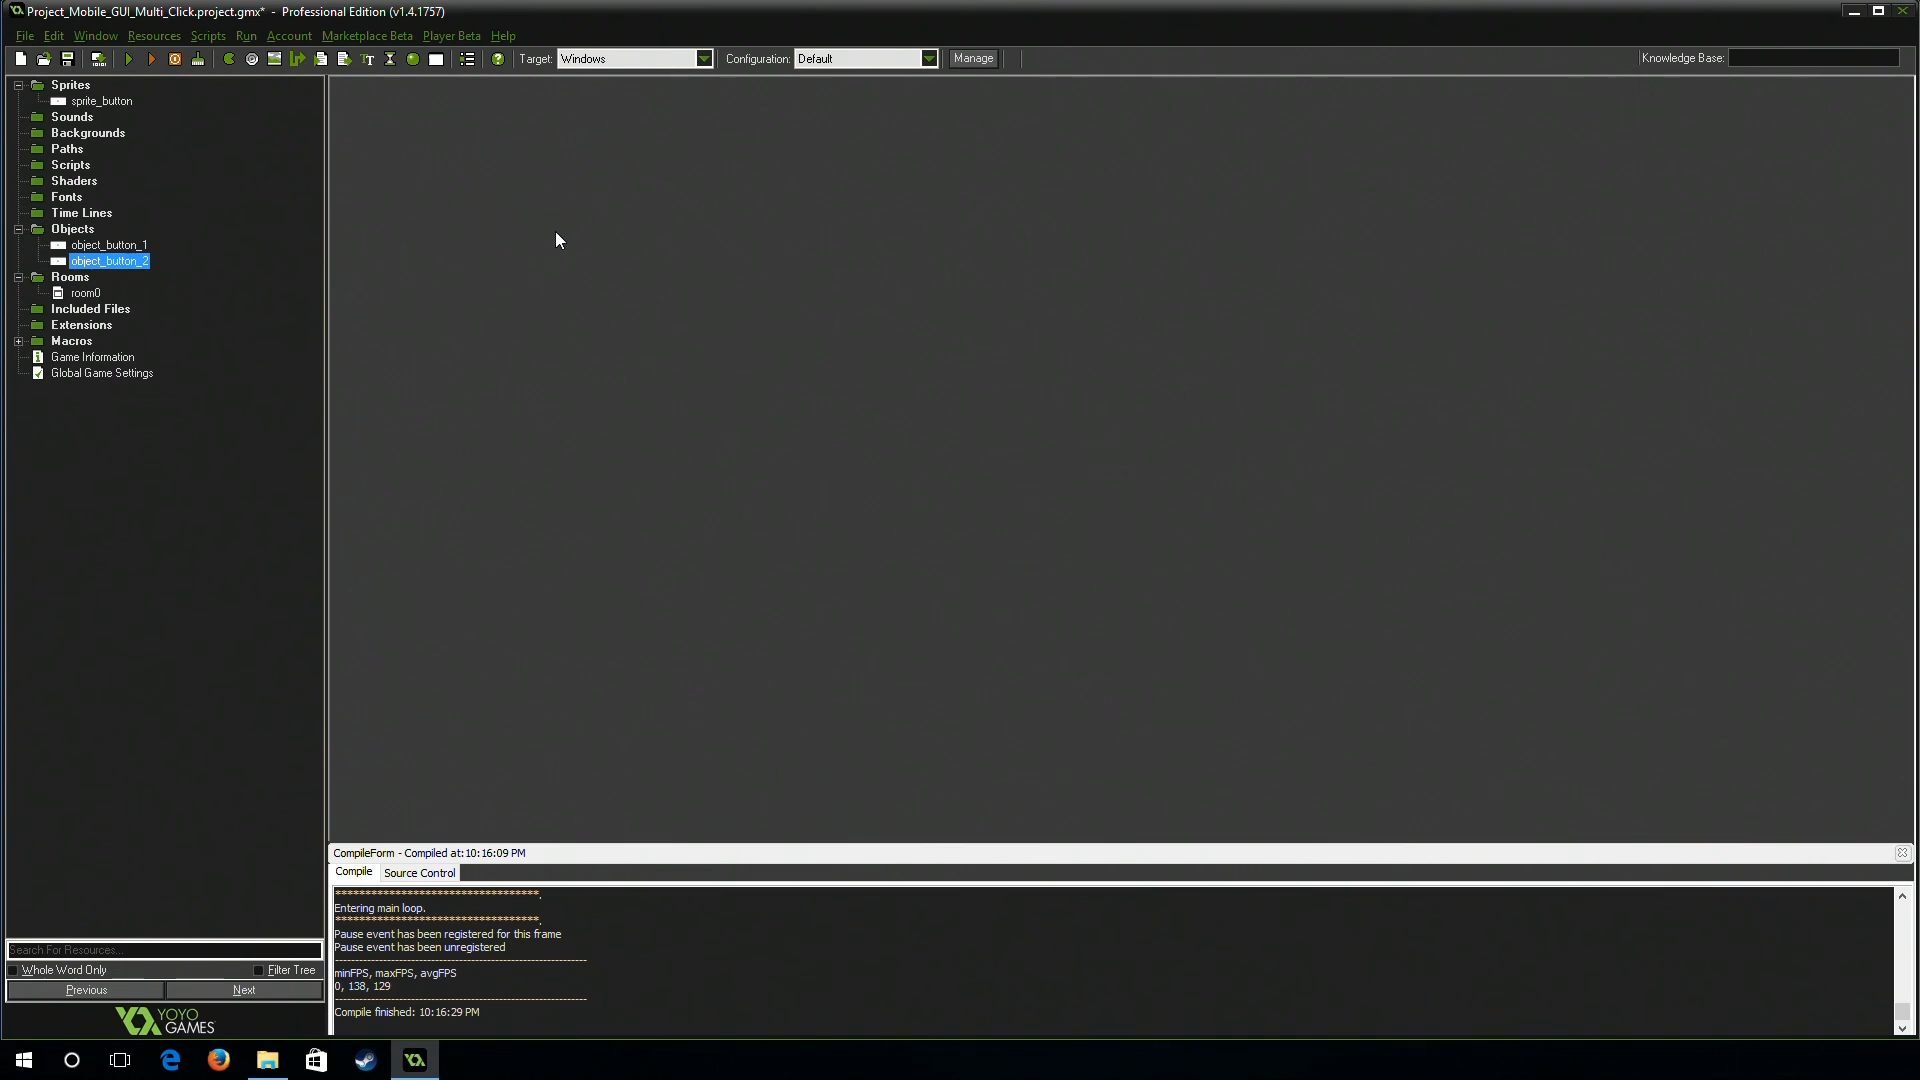 Project_Mobile_GUI_Multi_Click.project.gmx* - Professional Edition (v1.4.1757)
File Edit Window Resources Scripts Run Account Marketplace Beta Player Beta Help
Target: Windows Configuration: Default Manage Knowledge Base:
Sprites
sprite_button
Sounds
Backgrounds
Paths
Scripts
Shaders
Fonts
Time Lines
Objects
object_button_1
object_button_2
Rooms
room0
Included Files
Extensions
Macros
Game Information
Global Game Settings
Search For Resources...
Whole Word Only Filter Tree
Previous Next
YOYO
GAMES
CompileForm - Compiled at:10:16:09 PM
Compile Source Control
***********************************.
Entering main loop.
***********************************.
Pause event has been registered for this frame
Pause event has been unregistered
minFPS, maxFPS, avgFPS
0, 138, 129
Compile finished: 10:16:29 PM